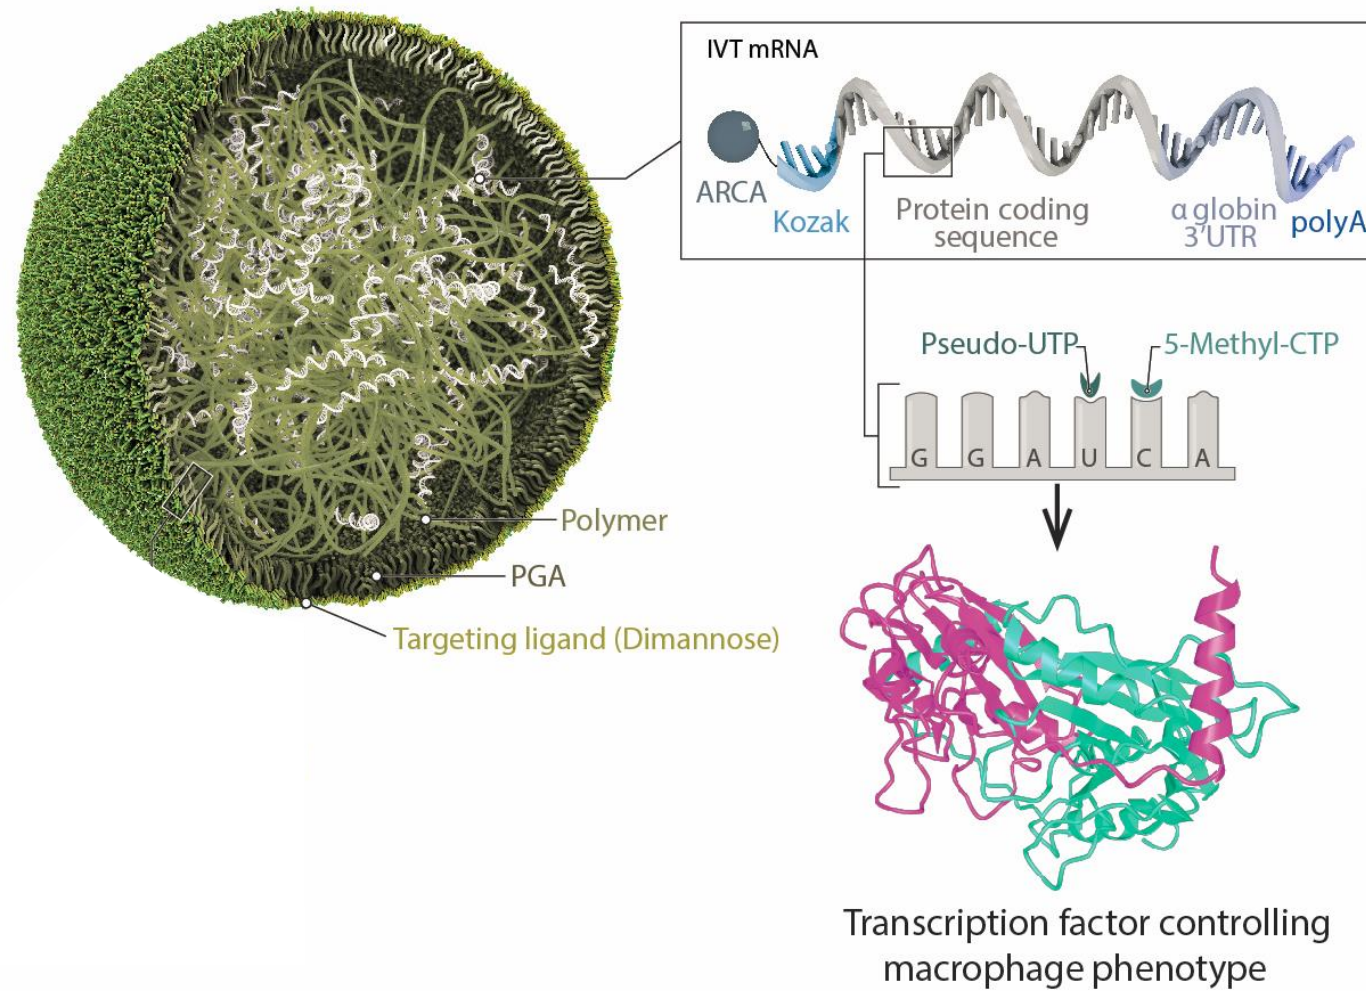 IVT mRNA
ARCA
Kozak
Protein coding
sequence
α globin
3'UTR
polyA
Pseudo-UTP
5-Methyl-CTP
G G A U C A
Polymer
PGA
Targeting ligand (Dimannose)
Transcription factor controlling
macrophage phenotype